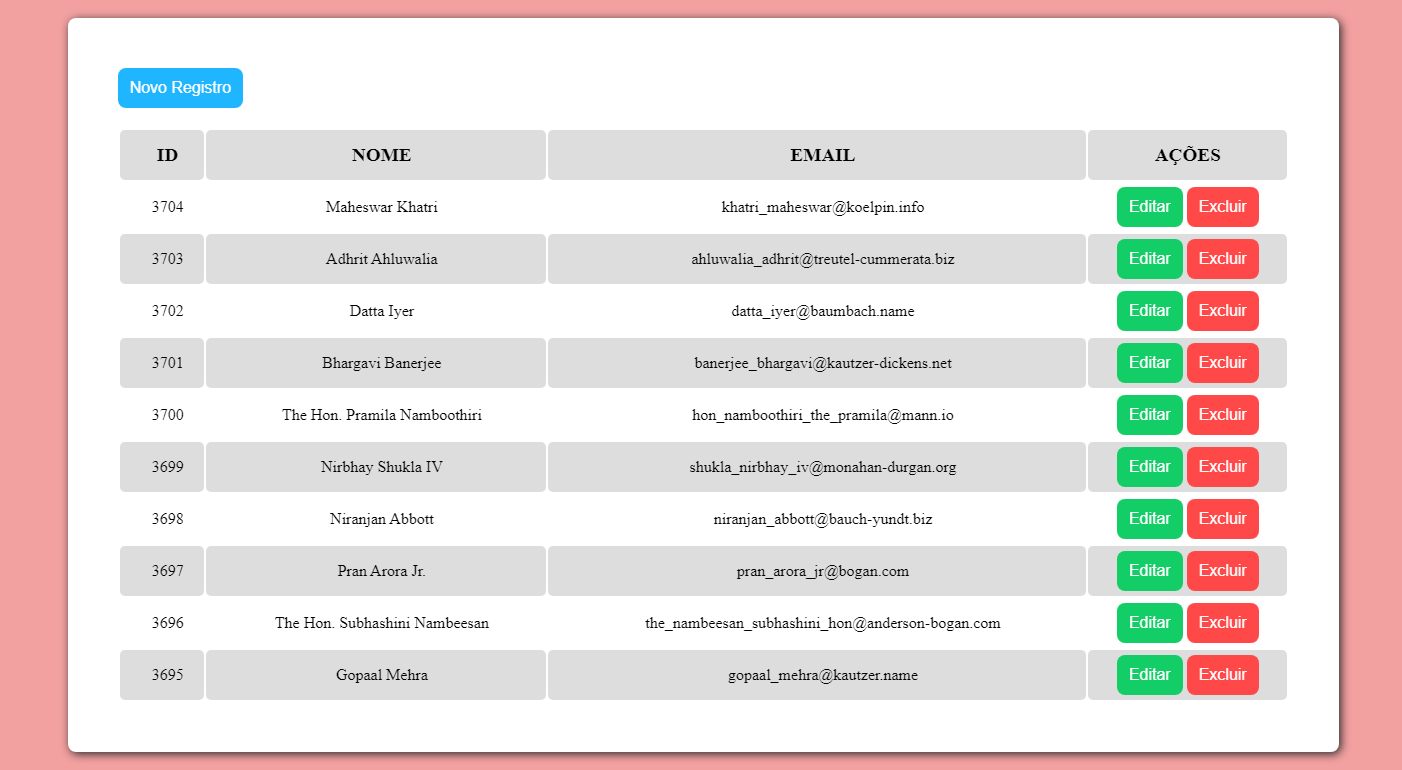 Novo Registro
ID NOME EMAIL AÇÕES
3704 Maheswar Khatri khatri_maheswar@koelpin.info Editar Excluir
3703 Adhrit Ahluwalia ahluwalia_adhrit@treutel-cummerata.biz Editar Excluir
3702 Datta Iyer datta_iyer@baumbach.name Editar Excluir
3701 Bhargavi Banerjee banerjee_bhargavi@kautzer-dickens.net Editar Excluir
3700 The Hon. Pramila Namboothiri hon_namboothiri_the_pramila@mann.io Editar Excluir
3699 Nirbhay Shukla IV shukla_nirbhay_iv@monahan-durgan.org Editar Excluir
3698 Niranjan Abbott niranjan_abbott@bauch-yundt.biz Editar Excluir
3697 Pran Arora Jr. pran_arora_jr@bogan.com Editar Excluir
3696 The Hon. Subhashini Nambeesan the_nambeesan_subhashini_hon@anderson-bogan.com Editar Excluir
3695 Gopaal Mehra gopaal_mehra@kautzer.name Editar Excluir